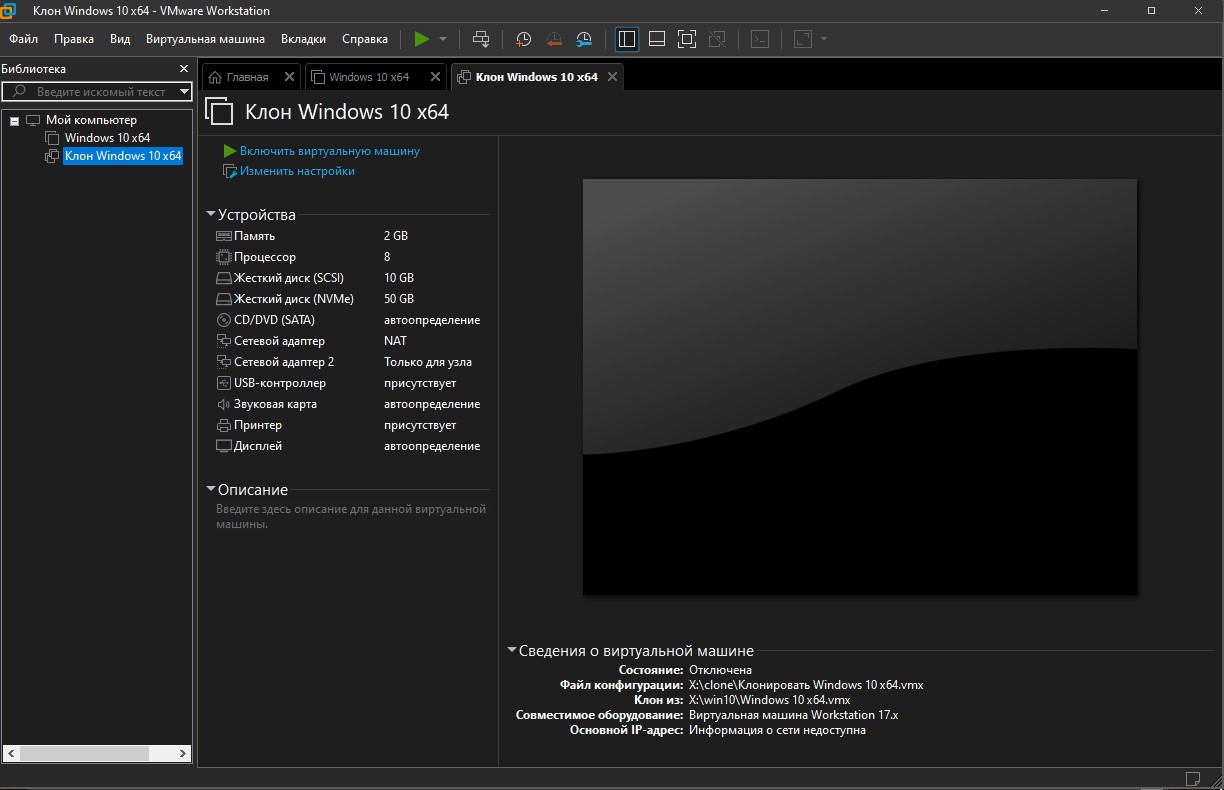 Клон Windows 10 x64 - VMware Workstation
Файл Правка Вид Виртуальная машина Вкладки Справка
Библиотека
Введите искомый текст
Мой компьютер
Windows 10 x64
Клон Windows 10 x64
Главная Windows 10 x64 Клон Windows 10 x64
Клон Windows 10 x64
Включить виртуальную машину
Изменить настройки
Устройства
Память 2 GB
Процессор 8
Жесткий диск (SCSI) 10 GB
Жесткий диск (NVMe) 50 GB
CD/DVD (SATA) автоопределение
Сетевой адаптер NAT
Сетевой адаптер 2 Только для узла
USB-контроллер присутствует
Звуковая карта автоопределение
Принтер присутствует
Дисплей автоопределение
Описание
Введите здесь описание для данной виртуальной
машины.
Сведения о виртуальной машине
Состояние: Отключена
Файл конфигурации: X:\clone\Клонировать Windows 10 x64.vmx
Клон из: X:\win10\Windows 10 x64.vmx
Совместимое оборудование: Виртуальная машина Workstation 17.x
Основной IP-адрес: Информация о сети недоступна